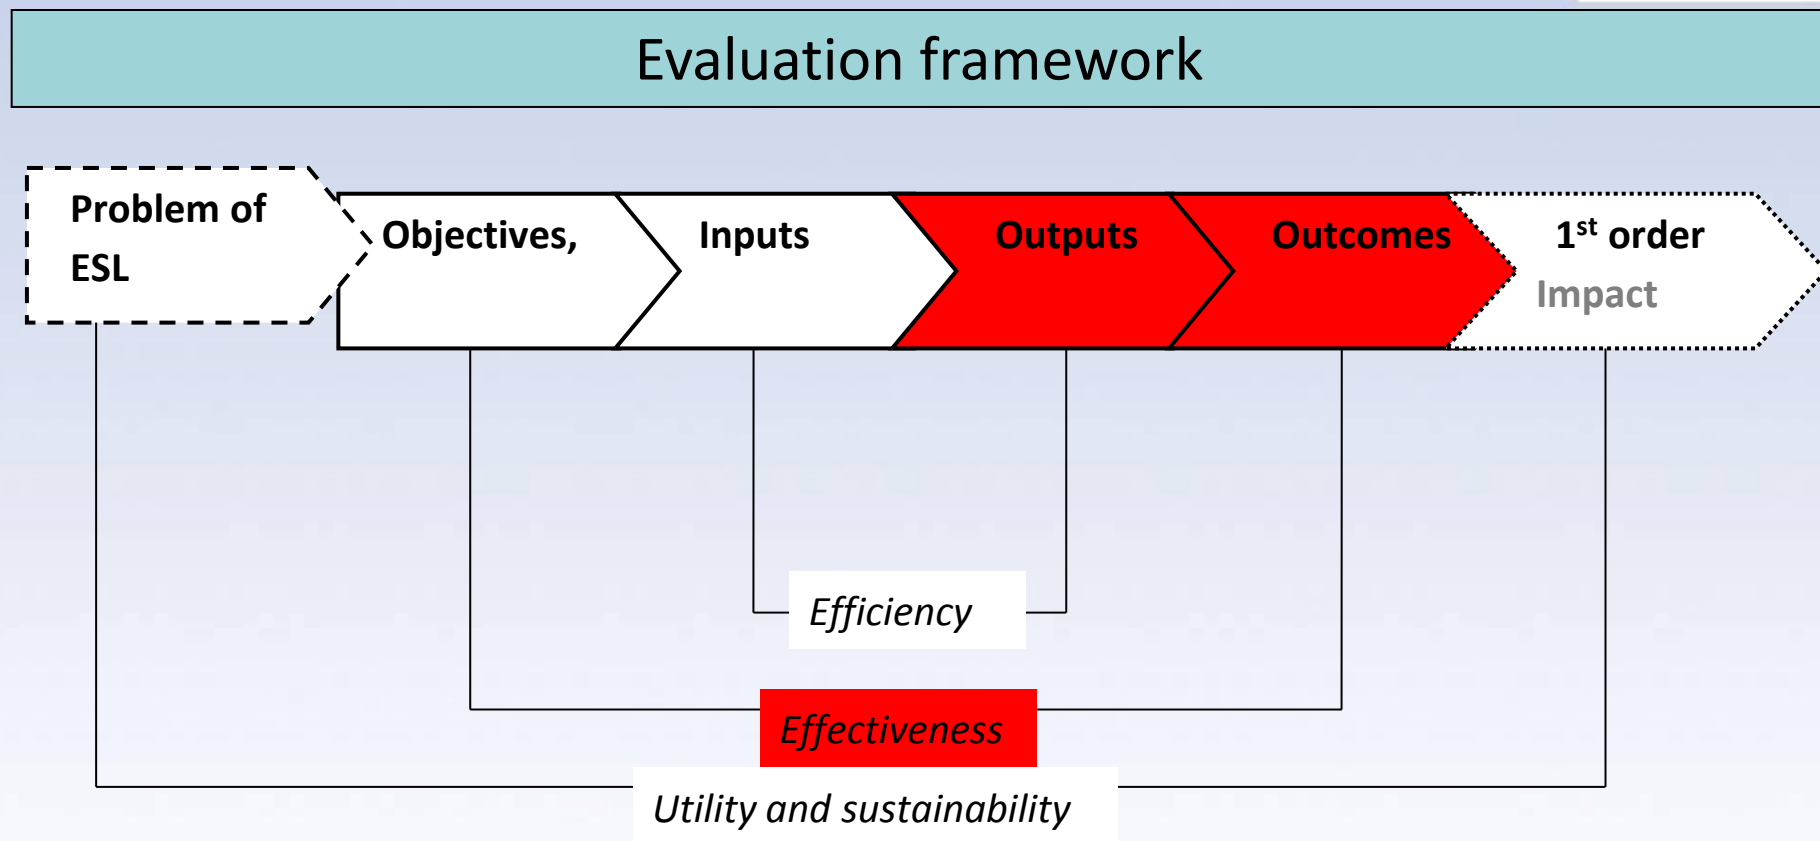 Evaluation framework
Problem of
ESL
Objectives,
Inputs
Outputs
Outcomes
1st order
Impact
Efficiency
Effectiveness
Utility and sustainability